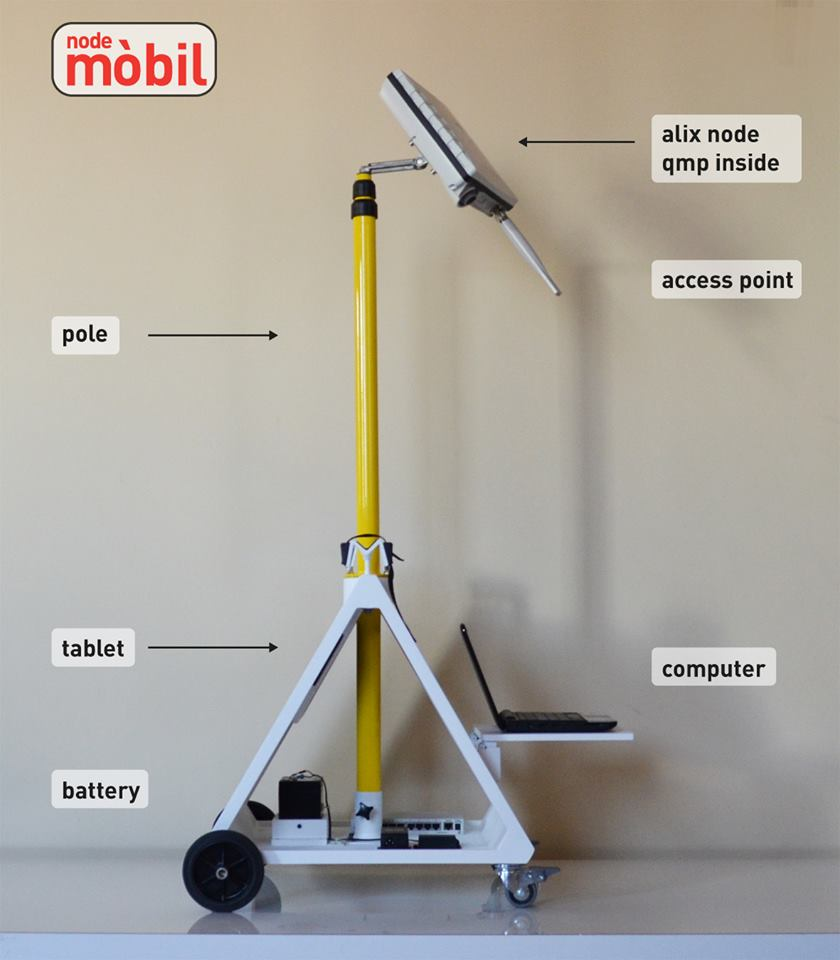 node
mòbil
alix node
qmp inside
access point
pole
tablet
computer
battery